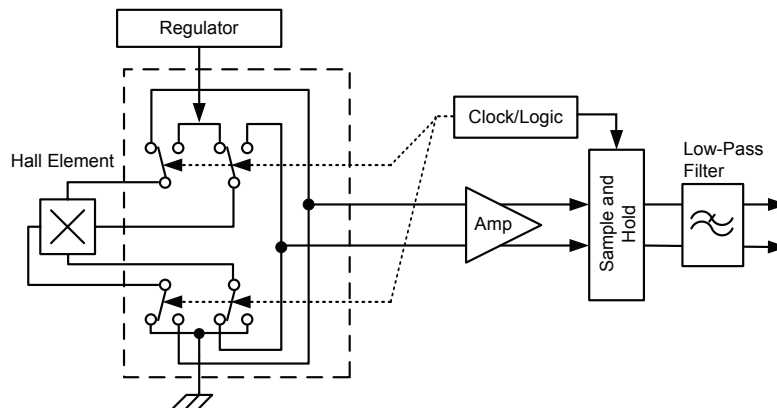 Regulator
Clock/Logic
Hall Element
Low-Pass
Filter
Amp
Sample and
Hold